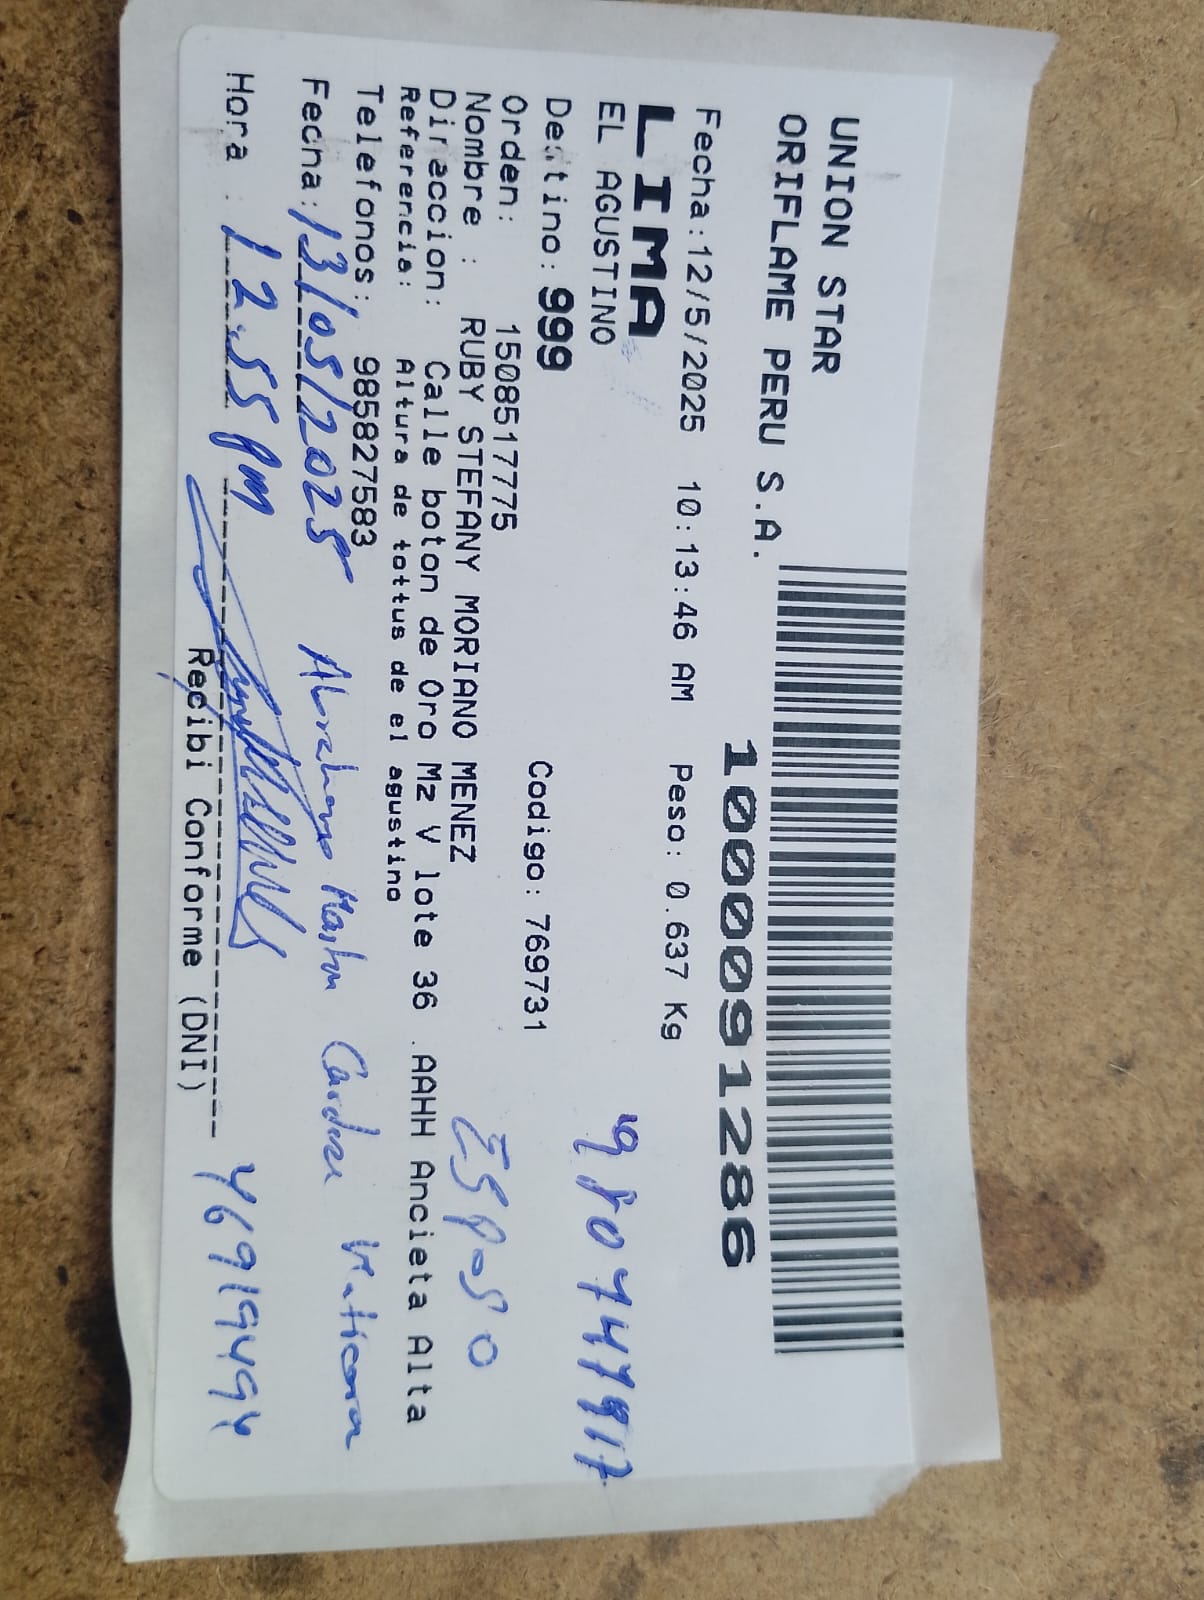 UNION STAR
ORIFLAME PERU S.A.
1000091286
Fecha:12/5/2025 10:13:46 AM Peso: 0.637 Kg
LIMA
EL AGUSTINO
Destino: 999
Orden: 150851775 Codigo: 769731
Nombre : RUBY STEFANY MORIANO MENEZ
Esposo
Direccion: Calle boton de Oro Mz V lote 36 .AAHH Ancieta Alta
Referencia: Altura de tottus de el agustino
Telefonos: 985827583
Fecha: 13/05/2025
Hora : 12.55 pm
46919494
Recibi Conforme (DNI)